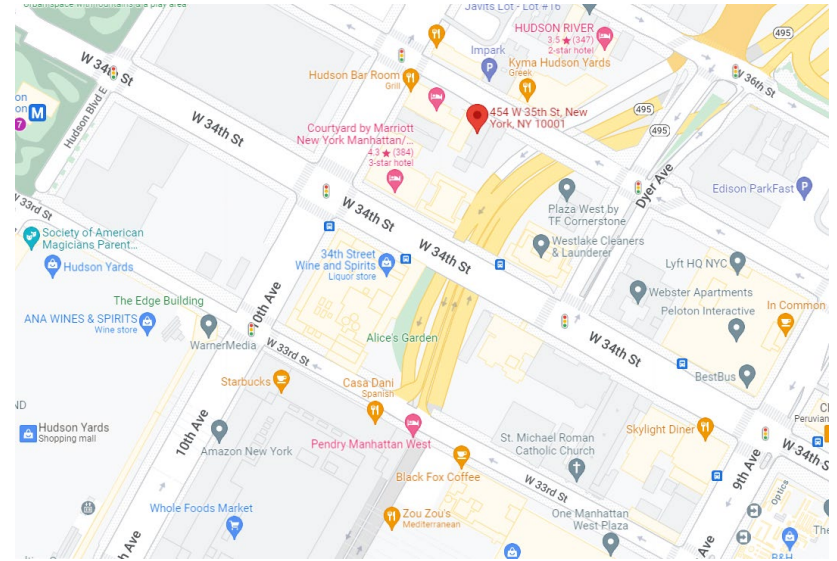 Javits Lot - Lot #16
HUDSON RIVER
3.5 ★ (347)
2-star hotel
495
Impark
Kyma Hudson Yards
Greek
W 36th St
W 34th St
Hudson Bar Room
Grill
495
454 W 35th St, New
York, NY 10001
495
Hudson Blvd E
M
7
Courtyard by Marriott
New York Manhattan/...
4.3 ★ (384)
3-star hotel
W 34th St
Dyer Ave
Edison ParkFast
W 33rd St
W 34th St
Plaza West by
TF Cornerstone
Society of American
Magicians Parent...
Hudson Yards
34th Street
Wine and Spirits
Liquor store
W 34th St
Westlake Cleaners
& Launderer
Lyft HQ NYC
The Edge Building
10th Ave
Webster Apartments
In Common
ANA WINES & SPIRITS
Wine store
WarnerMedia
Alice's Garden
W 34th St
Peloton Interactive
W 33rd St
Starbucks
Casa Dani
Spanish
BestBus
ND
Hudson Yards
Shopping mall
10th Ave
Amazon New York
Pendry Manhattan West
St. Michael Roman
Catholic Church
Skylight Diner
Peruvian
W 34th St
Black Fox Coffee
W 33rd St
9th Ave
Optics
Whole Foods Market
Zou Zou's
Mediterranean
One Manhattan
West Plaza
The
Ave
B&H